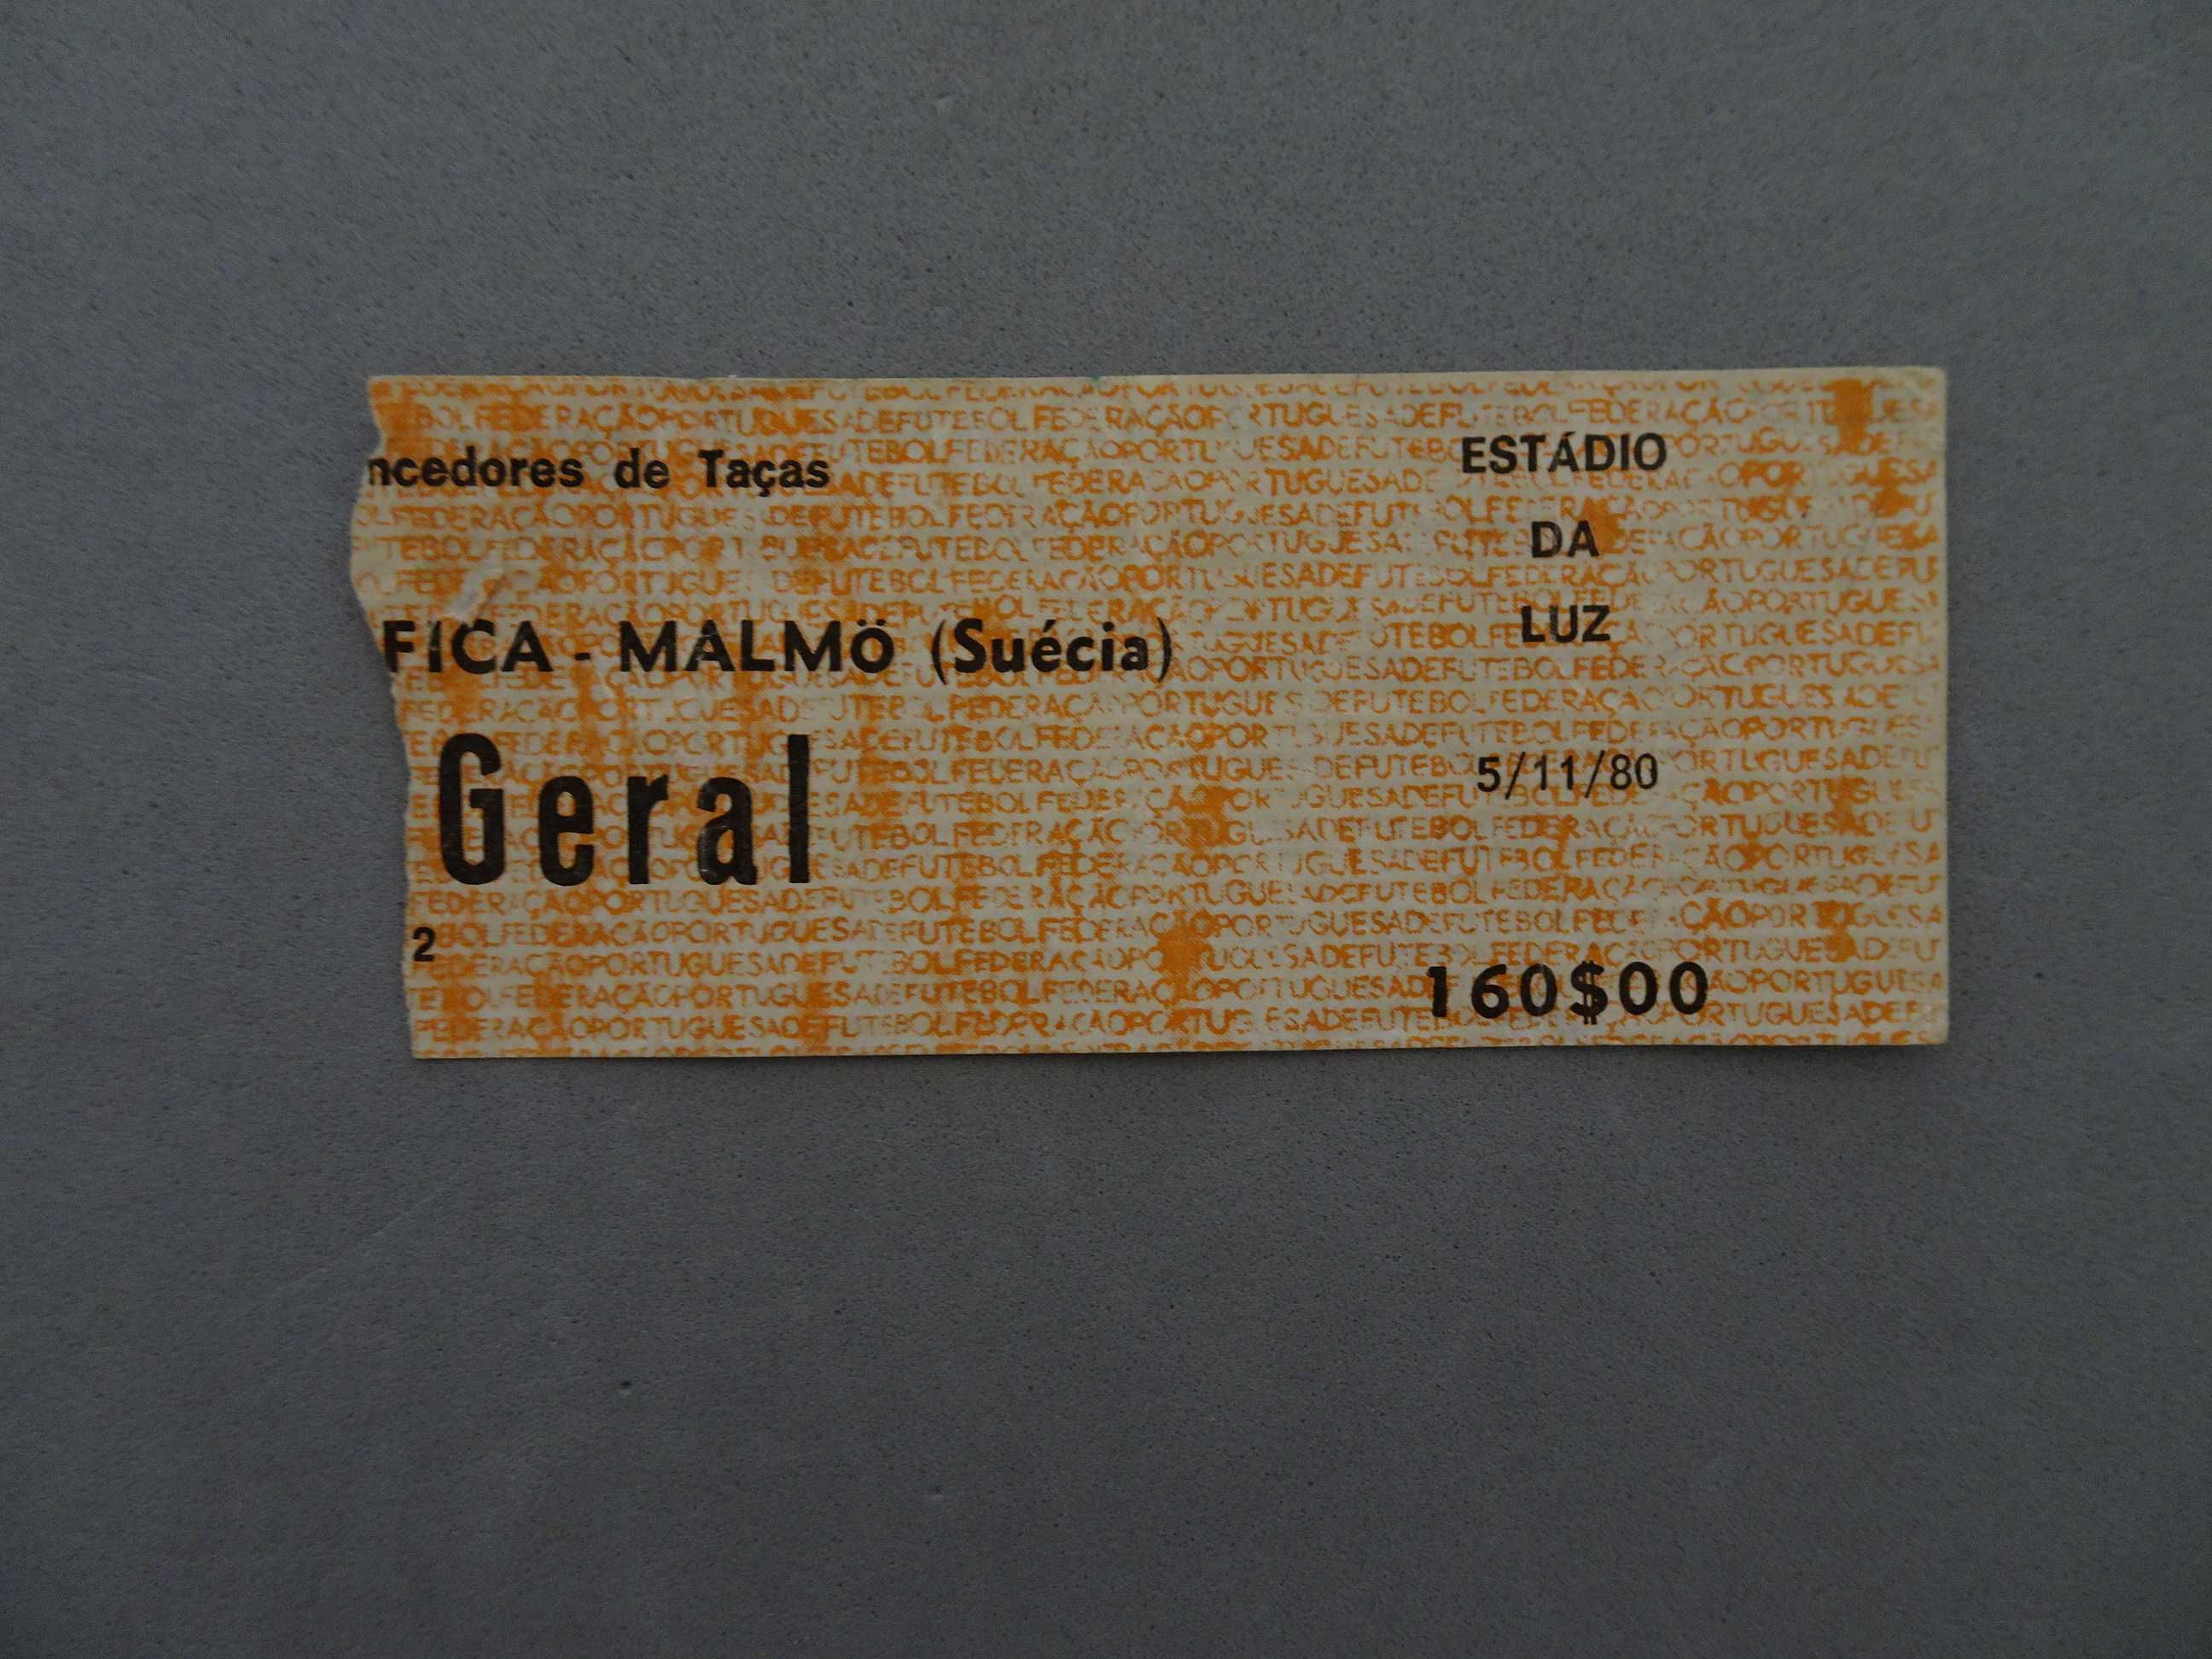 ncedores de Taças
FICA - MALMÖ (Suécia)
Geral
2
ESTÁDIO
DA
LUZ
5/11/80
160$00